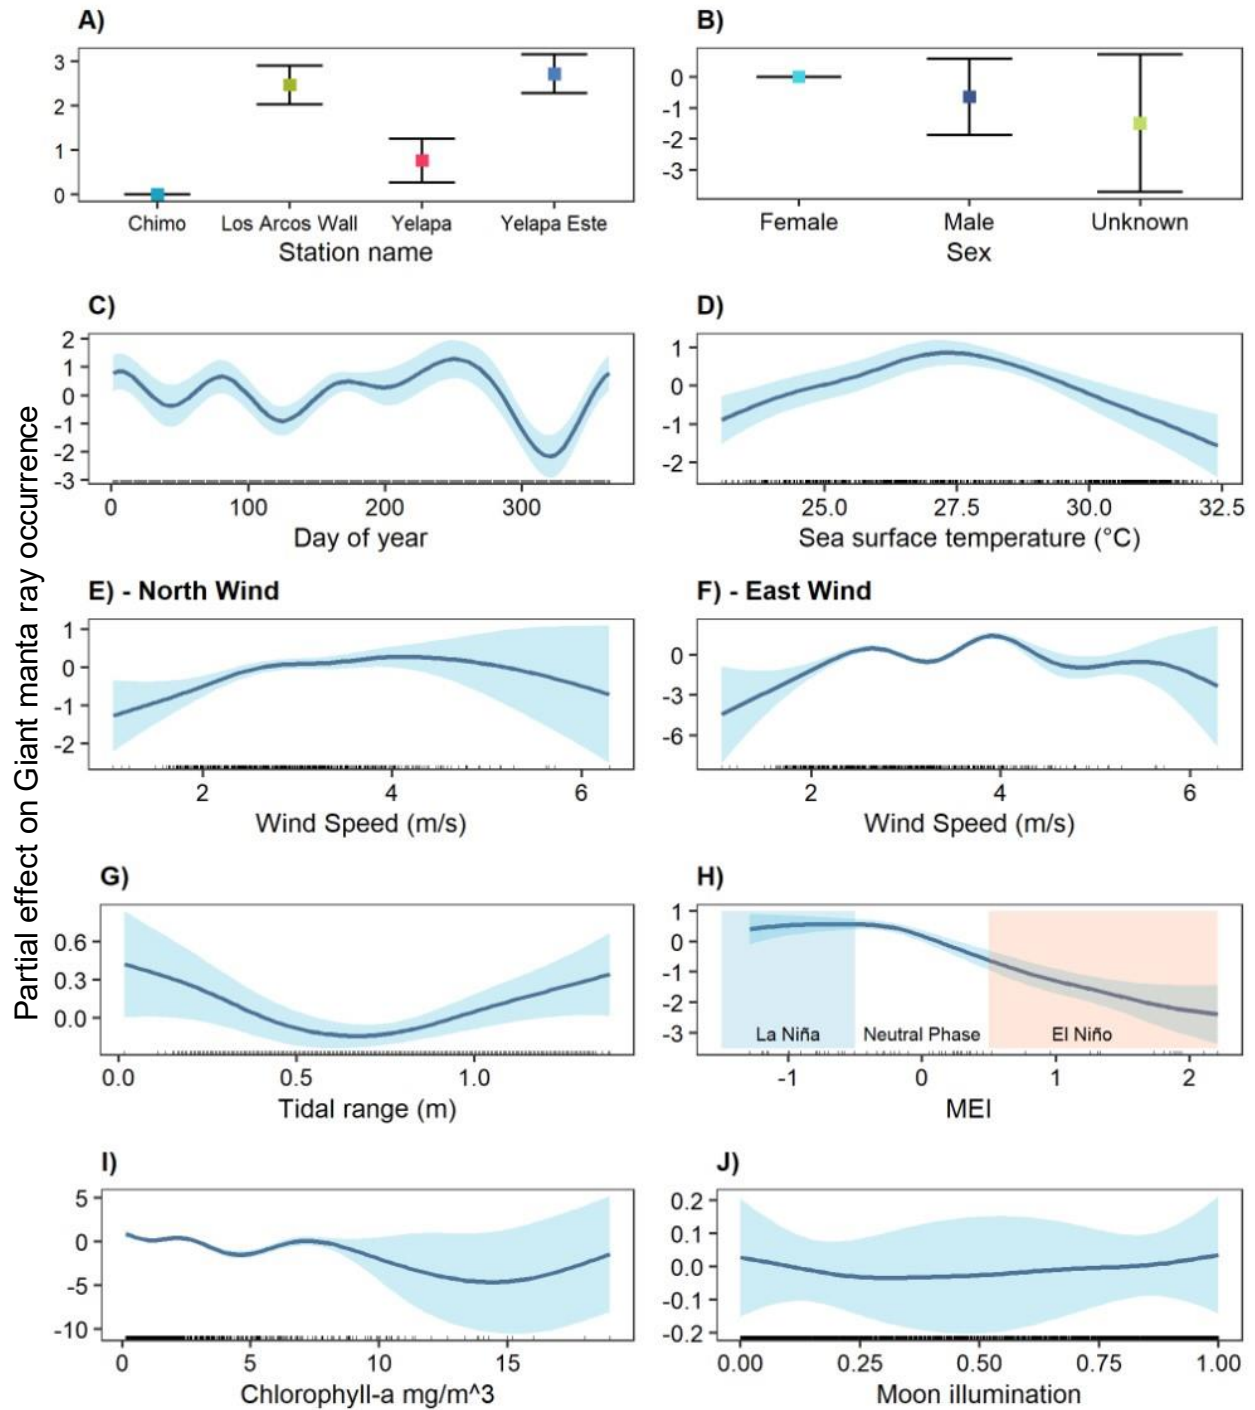 Partial effect on Giant manta ray occurrence
A)
3
2
1
0
Chimo Los Arcos Wall Yelapa Yelapa Este
Station name
B)
0
-1
-2
-3
Female Male Unknown
Sex
C)
2
1
0
-1
-2
-3
0 100 200 300
Day of year
D)
1
0
-1
-2
25.0 27.5 30.0 32.5
Sea surface temperature (°C)
E) - North Wind
1
0
-1
-2
2 4 6
Wind Speed (m/s)
F) - East Wind
0
-3
-6
2 4 6
Wind Speed (m/s)
G)
0.6
0.3
0.0
0.0 0.5 1.0
Tidal range (m)
H)
1
0
-1
-2
-3
La Niña Neutral Phase El Niño
-1 0 1 2
MEI
I)
5
0
-5
-10
0 5 10 15
Chlorophyll-a mg/m^3
J)
0.2
0.1
0.0
-0.1
-0.2
0.00 0.25 0.50 0.75 1.00
Moon illumination